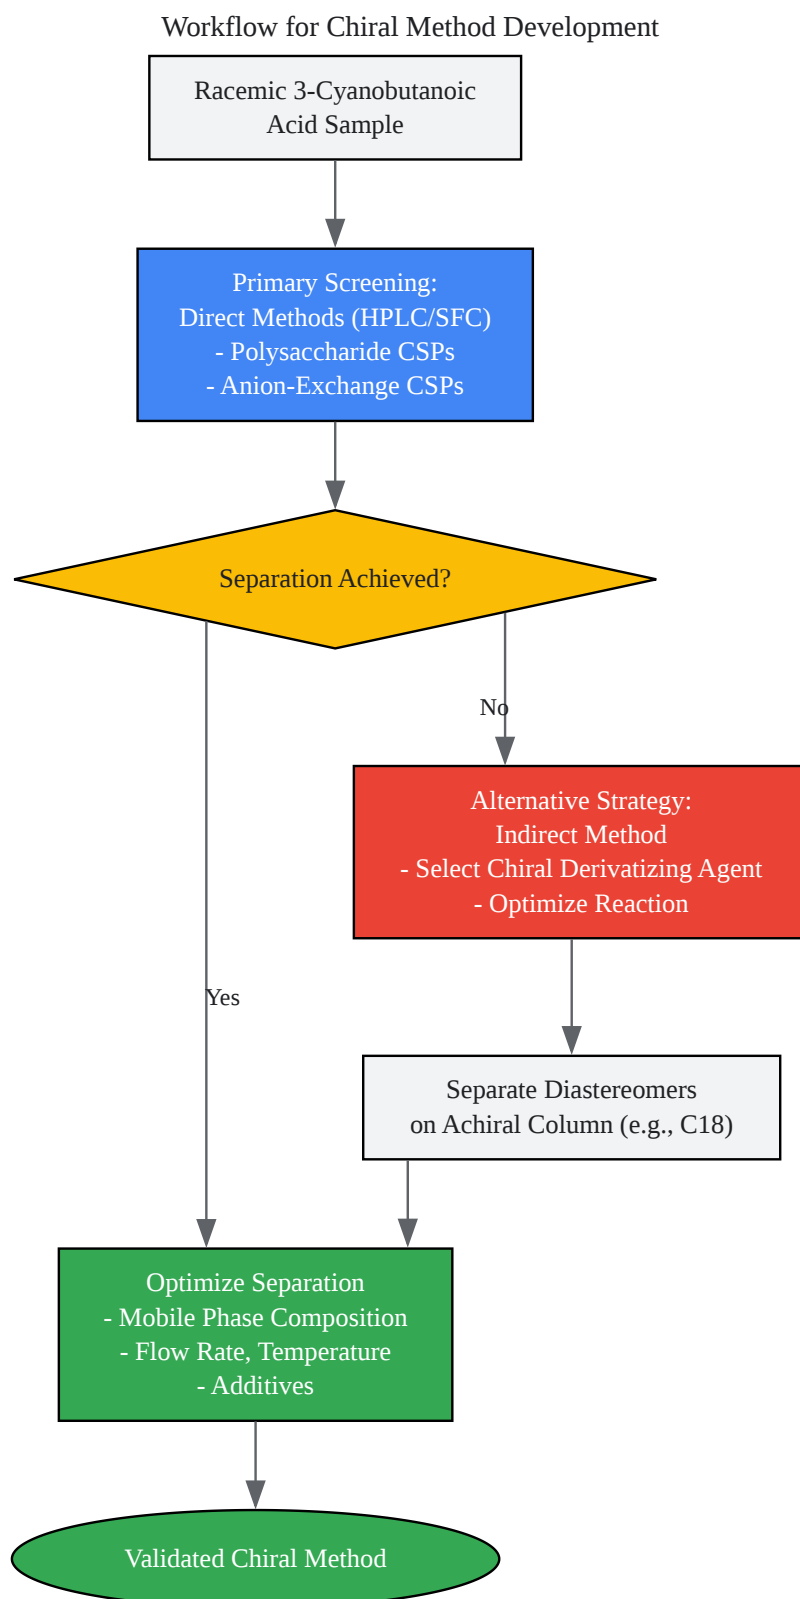 Workflow for Chiral Method Development
Racemic 3-Cyanobutanoic
Acid Sample
Primary Screening:
Direct Methods (HPLC/SFC)
- Polysaccharide CSPs
- Anion-Exchange CSPs
Separation Achieved?
No
Alternative Strategy:
Indirect Method
- Select Chiral Derivatizing Agent
- Optimize Reaction
Yes
Separate Diastereomers
on Achiral Column (e.g., C18)
Optimize Separation
- Mobile Phase Composition
- Flow Rate, Temperature
- Additives
Validated Chiral Method